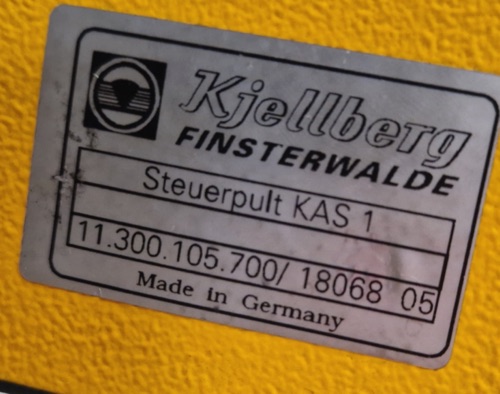 Kjellberg
FINSTERWALDE
Steuerpult KAS 1
11.300.105.700/ 18068 05
Made in Germany